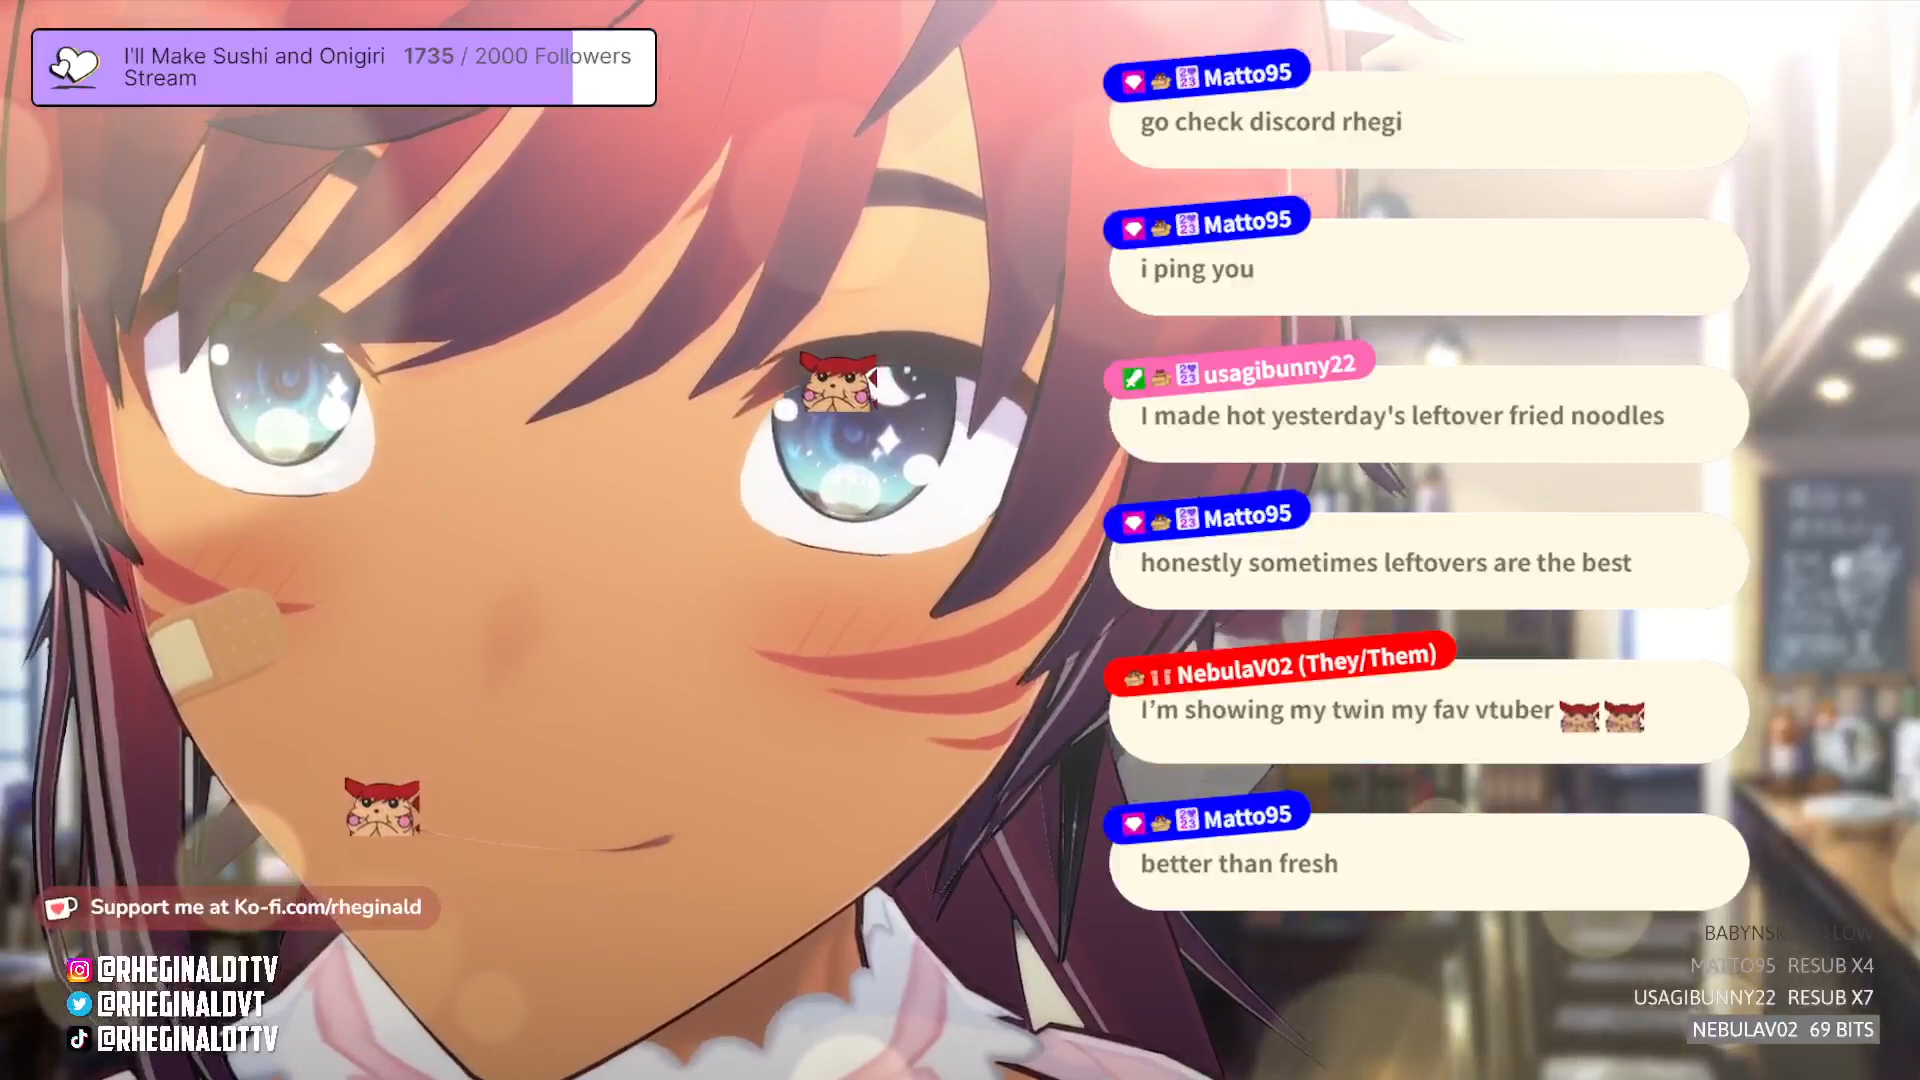 I'll Make Sushi and Onigiri 1735 / 2000 Followers
Stream
Matto95
go check discord rhegi
Matto95
i ping you
usagibunny22
I made hot yesterday's leftover fried noodles
Matto95
honestly sometimes leftovers are the best
NebulaV02 (They/Them)
I'm showing my twin my fav vtuber
Matto95
better than fresh
Support me at Ko-fi.com/rheginald
@RHEGINALDTTV
@RHEGINALDVT
@RHEGINALDTTV
MATTO95 RESUB X4
USAGIBUNNY22 RESUB X7
NEBULAV02 69 BITS